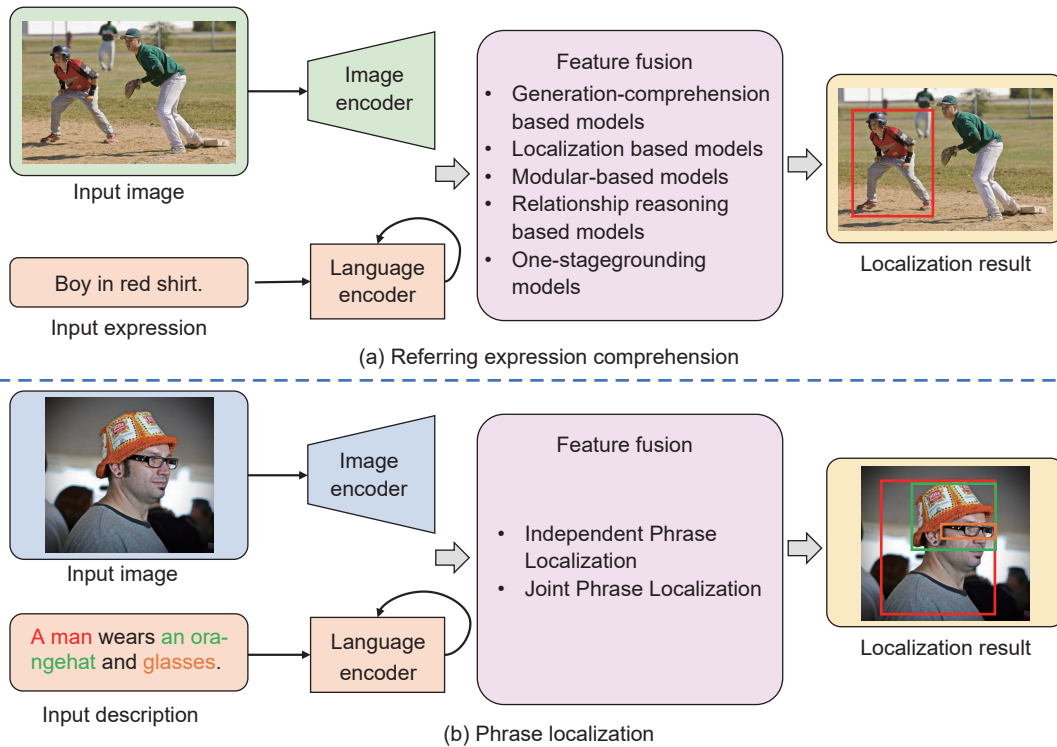 Image
encoder
Feature fusion
• Generation-comprehension
based models
• Localization based models
• Modular-based models
• Relationship reasoning
based models
• One-stagegrounding
models
Input image
Boy in red shirt.
Input expression
Language
encoder
Localization result
(a) Referring expression comprehension
Image
encoder
Feature fusion
• Independent Phrase
Localization
• Joint Phrase Localization
Input image
A man wears an ora-
ngehat and glasses.
Input description
Language
encoder
Localization result
(b) Phrase localization